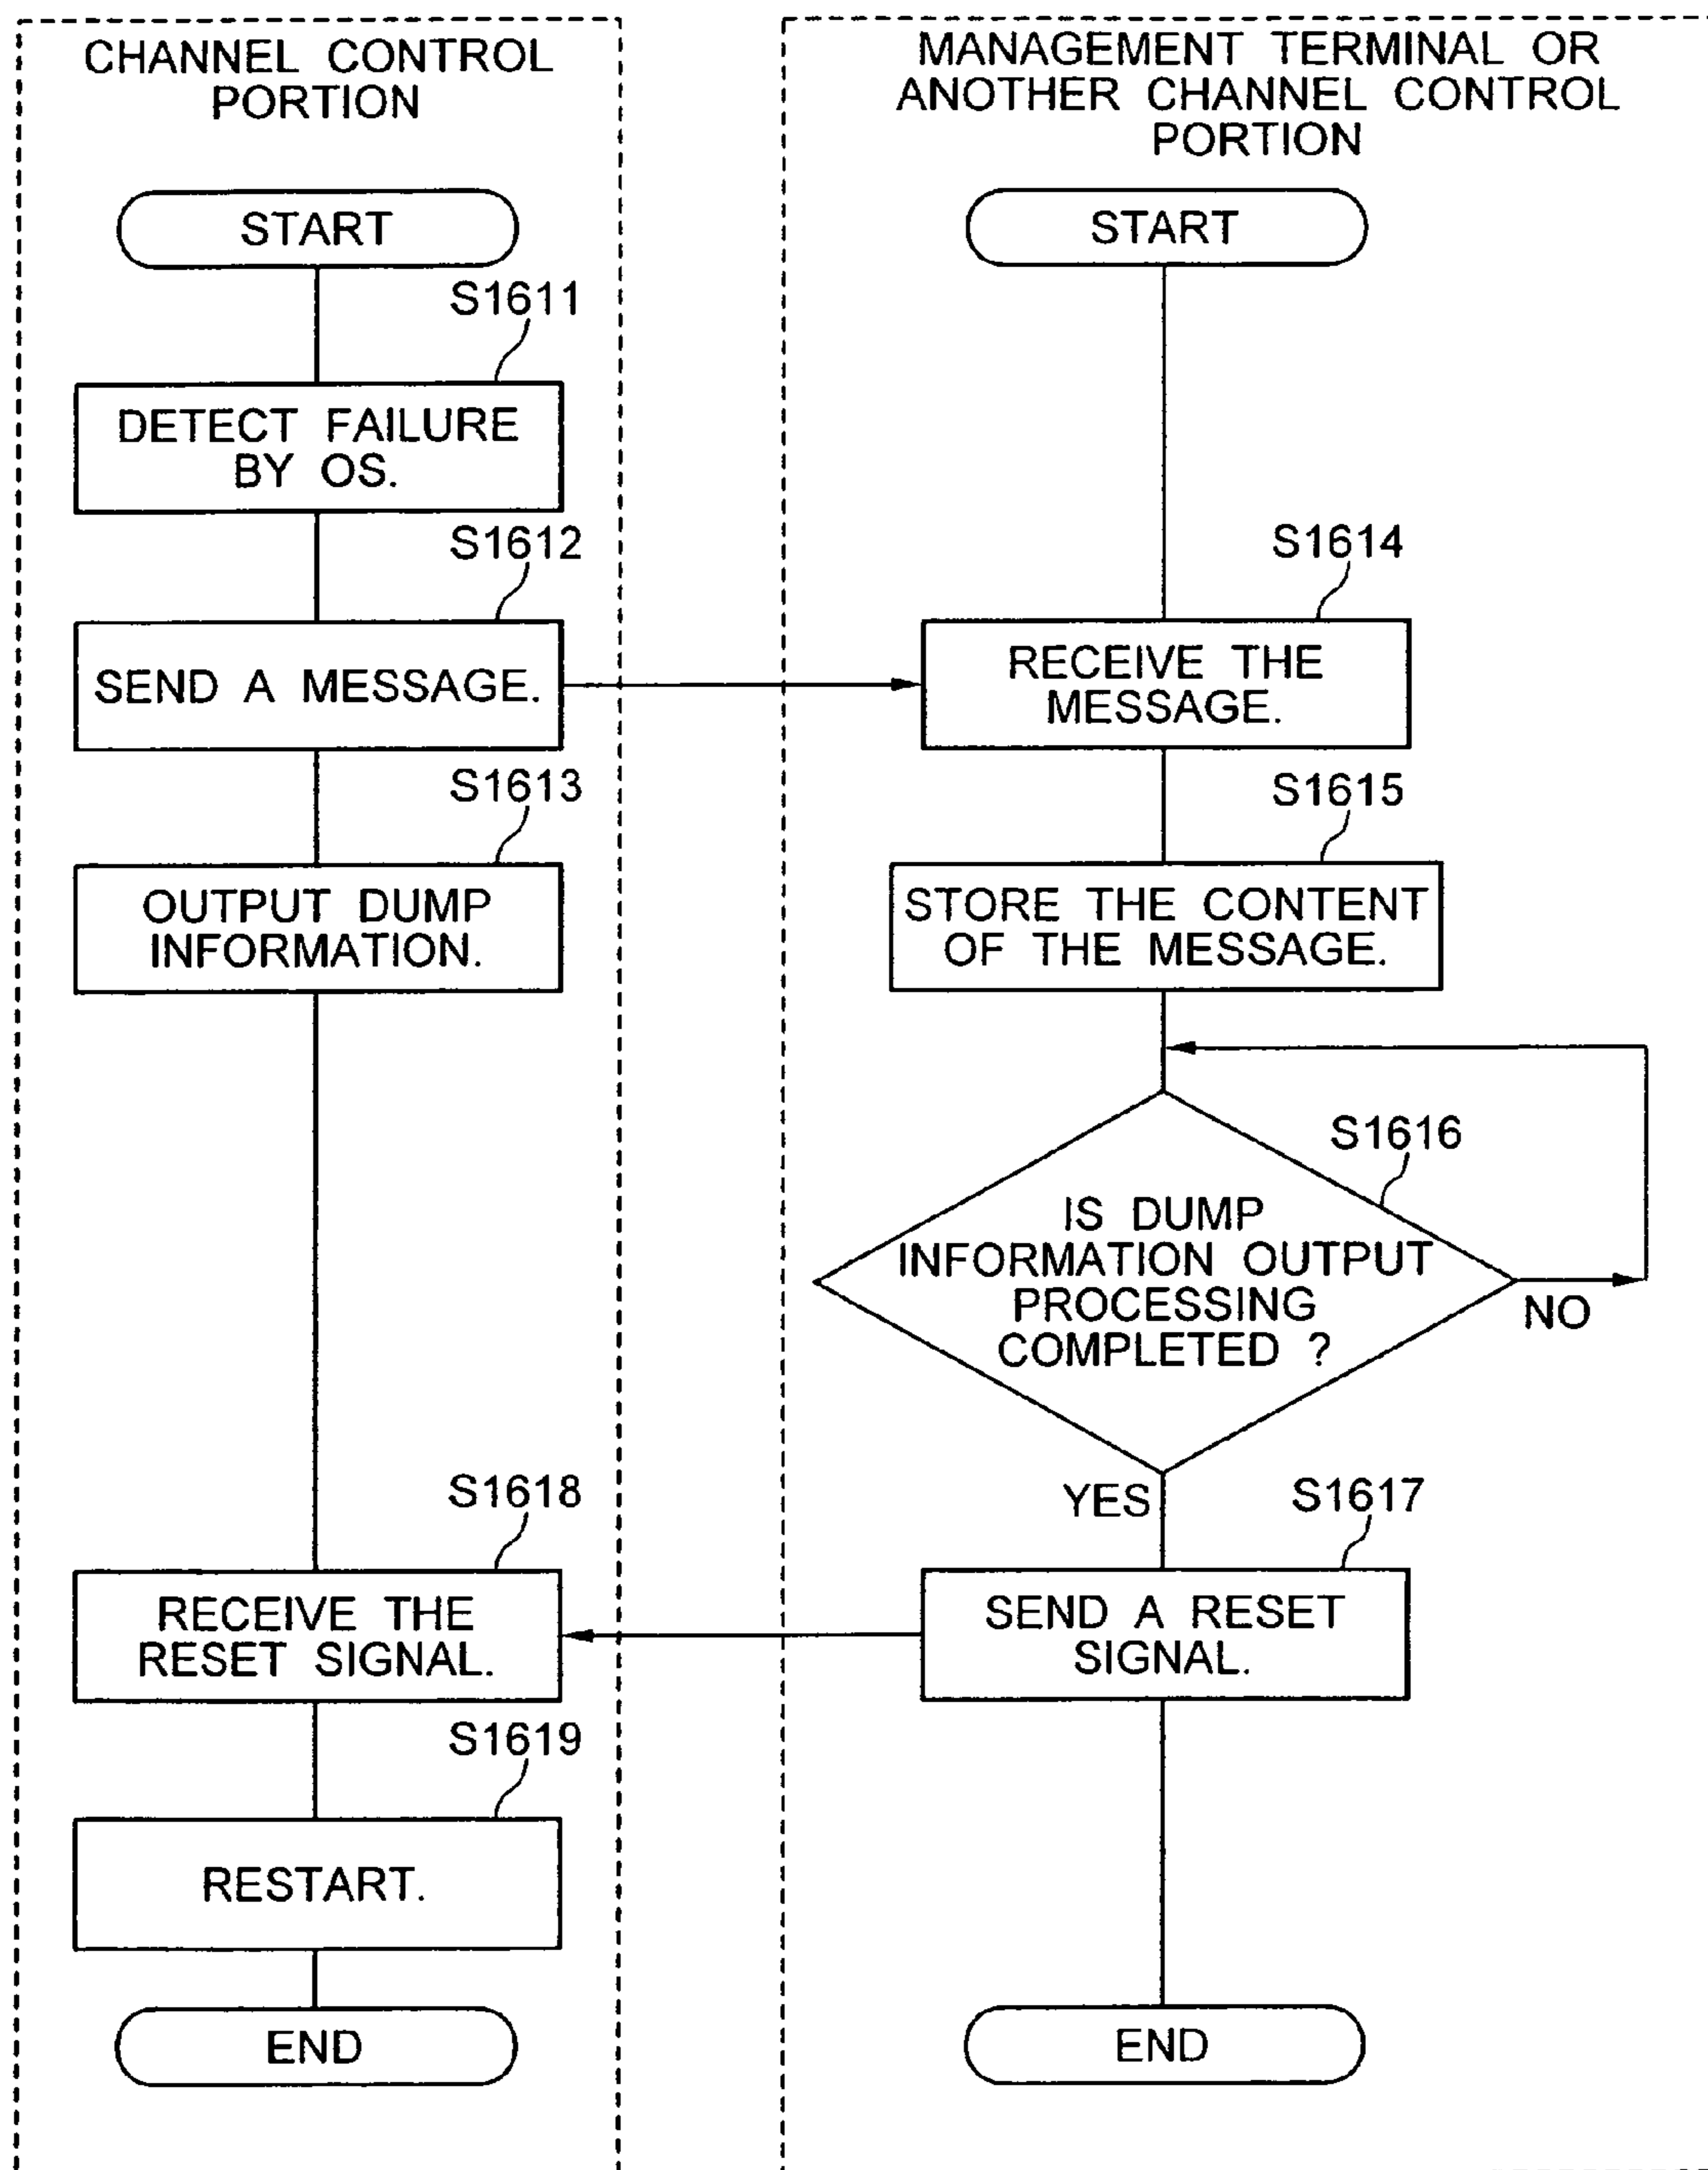 CHANNEL CONTROL
PORTION
START
S1611
DETECT FAILURE
BY OS.
S1612
SEND A MESSAGE.
S1613
OUTPUT DUMP
INFORMATION.
S1618
RECEIVE THE
RESET SIGNAL.
S1619
RESTART.
END
MANAGEMENT TERMINAL OR
ANOTHER CHANNEL CONTROL
PORTION
START
S1614
RECEIVE THE
MESSAGE.
S1615
STORE THE CONTENT
OF THE MESSAGE.
S1616
IS DUMP
INFORMATION OUTPUT
PROCESSING
COMPLETED ?
NO
YES
S1617
SEND A RESET
SIGNAL.
END